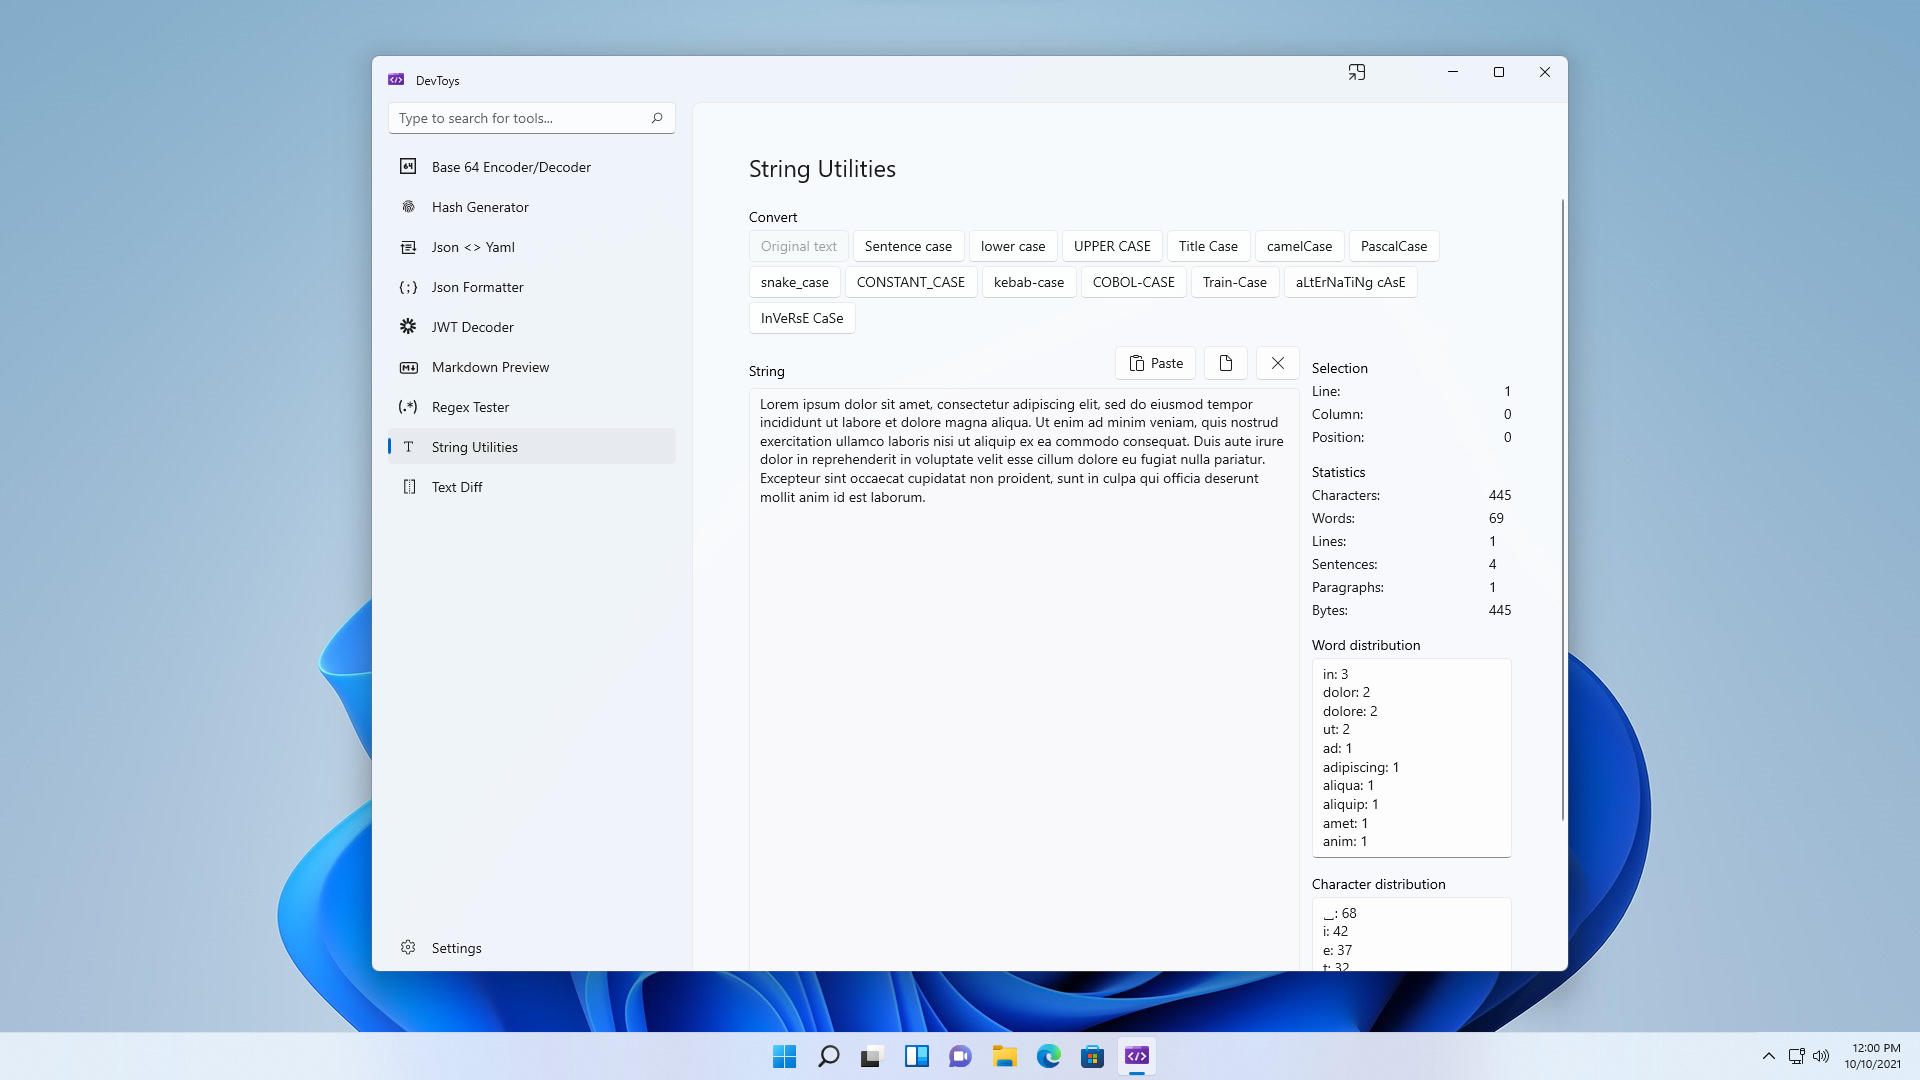 DevToys
Type to search for tools...
Base 64 Encoder/Decoder
Hash Generator
Json <> Yaml
Json Formatter
JWT Decoder
Markdown Preview
Regex Tester
String Utilities
Text Diff
Settings
String Utilities
Convert
Original text
Sentence case
lower case
UPPER CASE
Title Case
camelCase
PascalCase
snake_case
CONSTANT_CASE
kebab-case
COBOL-CASE
Train-Case
aLtErNaTiNg cAsE
InVeRsE CaSe
String
Paste
Lorem ipsum dolor sit amet, consectetur adipiscing elit, sed do eiusmod tempor
incididunt ut labore et dolore magna aliqua. Ut enim ad minim veniam, quis nostrud
exercitation ullamco laboris nisi ut aliquip ex ea commodo consequat. Duis aute irure
dolor in reprehenderit in voluptate velit esse cillum dolore eu fugiat nulla pariatur.
Excepteur sint occaecat cupidatat non proident, sunt in culpa qui officia deserunt
mollit anim id est laborum.
Selection
Line: 1
Column: 0
Position: 0
Statistics
Characters: 445
Words: 69
Lines: 1
Sentences: 4
Paragraphs: 1
Bytes: 445
Word distribution
in: 3
dolor: 2
dolore: 2
ut: 2
ad: 1
adipiscing: 1
aliqua: 1
aliquip: 1
amet: 1
anim: 1
Character distribution
⎵: 68
i: 42
e: 37
t: 32
12:00 PM
10/10/2021